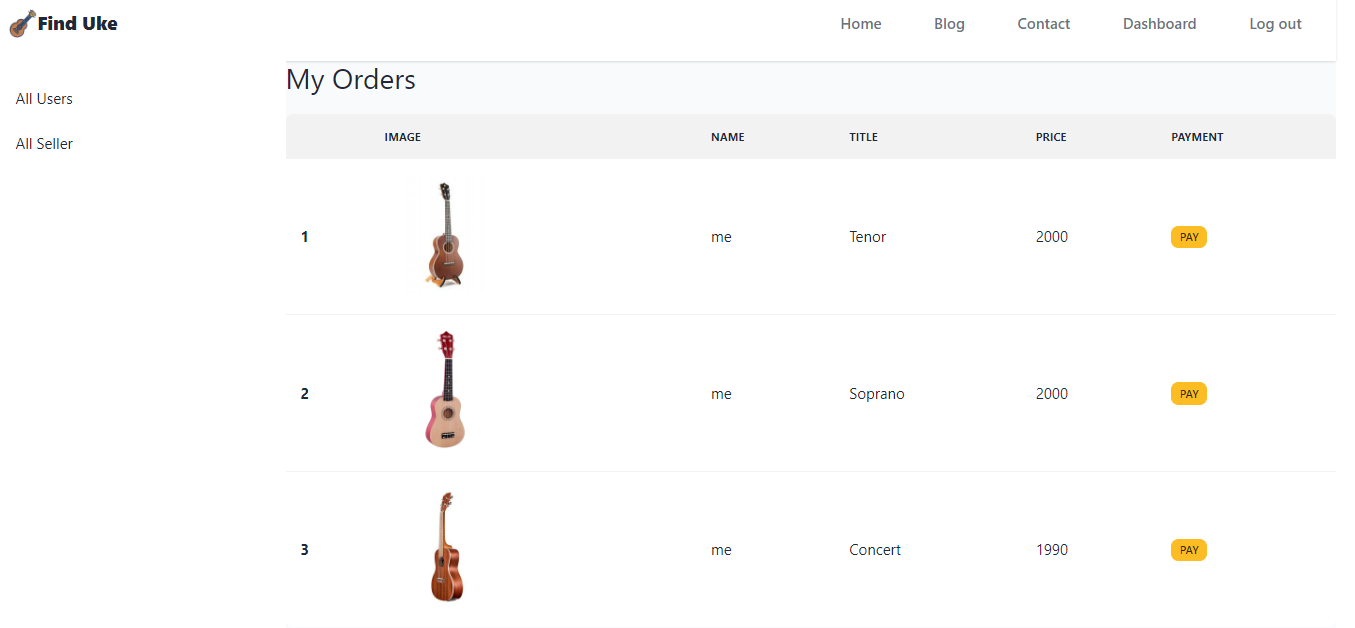 Find Uke
Home Blog Contact Dashboard Log out
All Users
All Seller
My Orders
IMAGE NAME TITLE PRICE PAYMENT
1 me Tenor 2000 PAY
2 me Soprano 2000 PAY
3 me Concert 1990 PAY